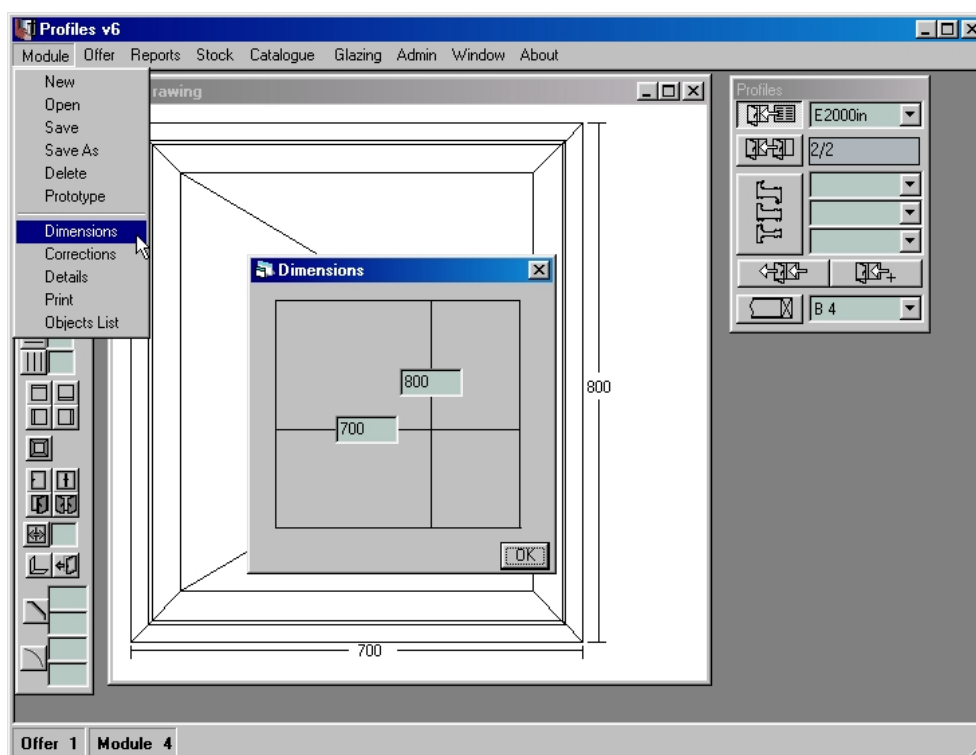 Profiles v6
Module Offer Reports Stock Catalogue Glazing Admin Window About
New
Open
Save
Save As
Delete
Prototype
Dimensions
Corrections
Details
Print
Objects List
rawing
Dimensions
800
700
OK
800
700
Profiles
E2000in
2/2
B 4
Offer 1 Module 4